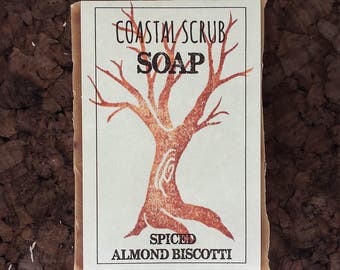 COASTAL SCRUB
SOAP
SPICED
ALMOND BISCOTTI